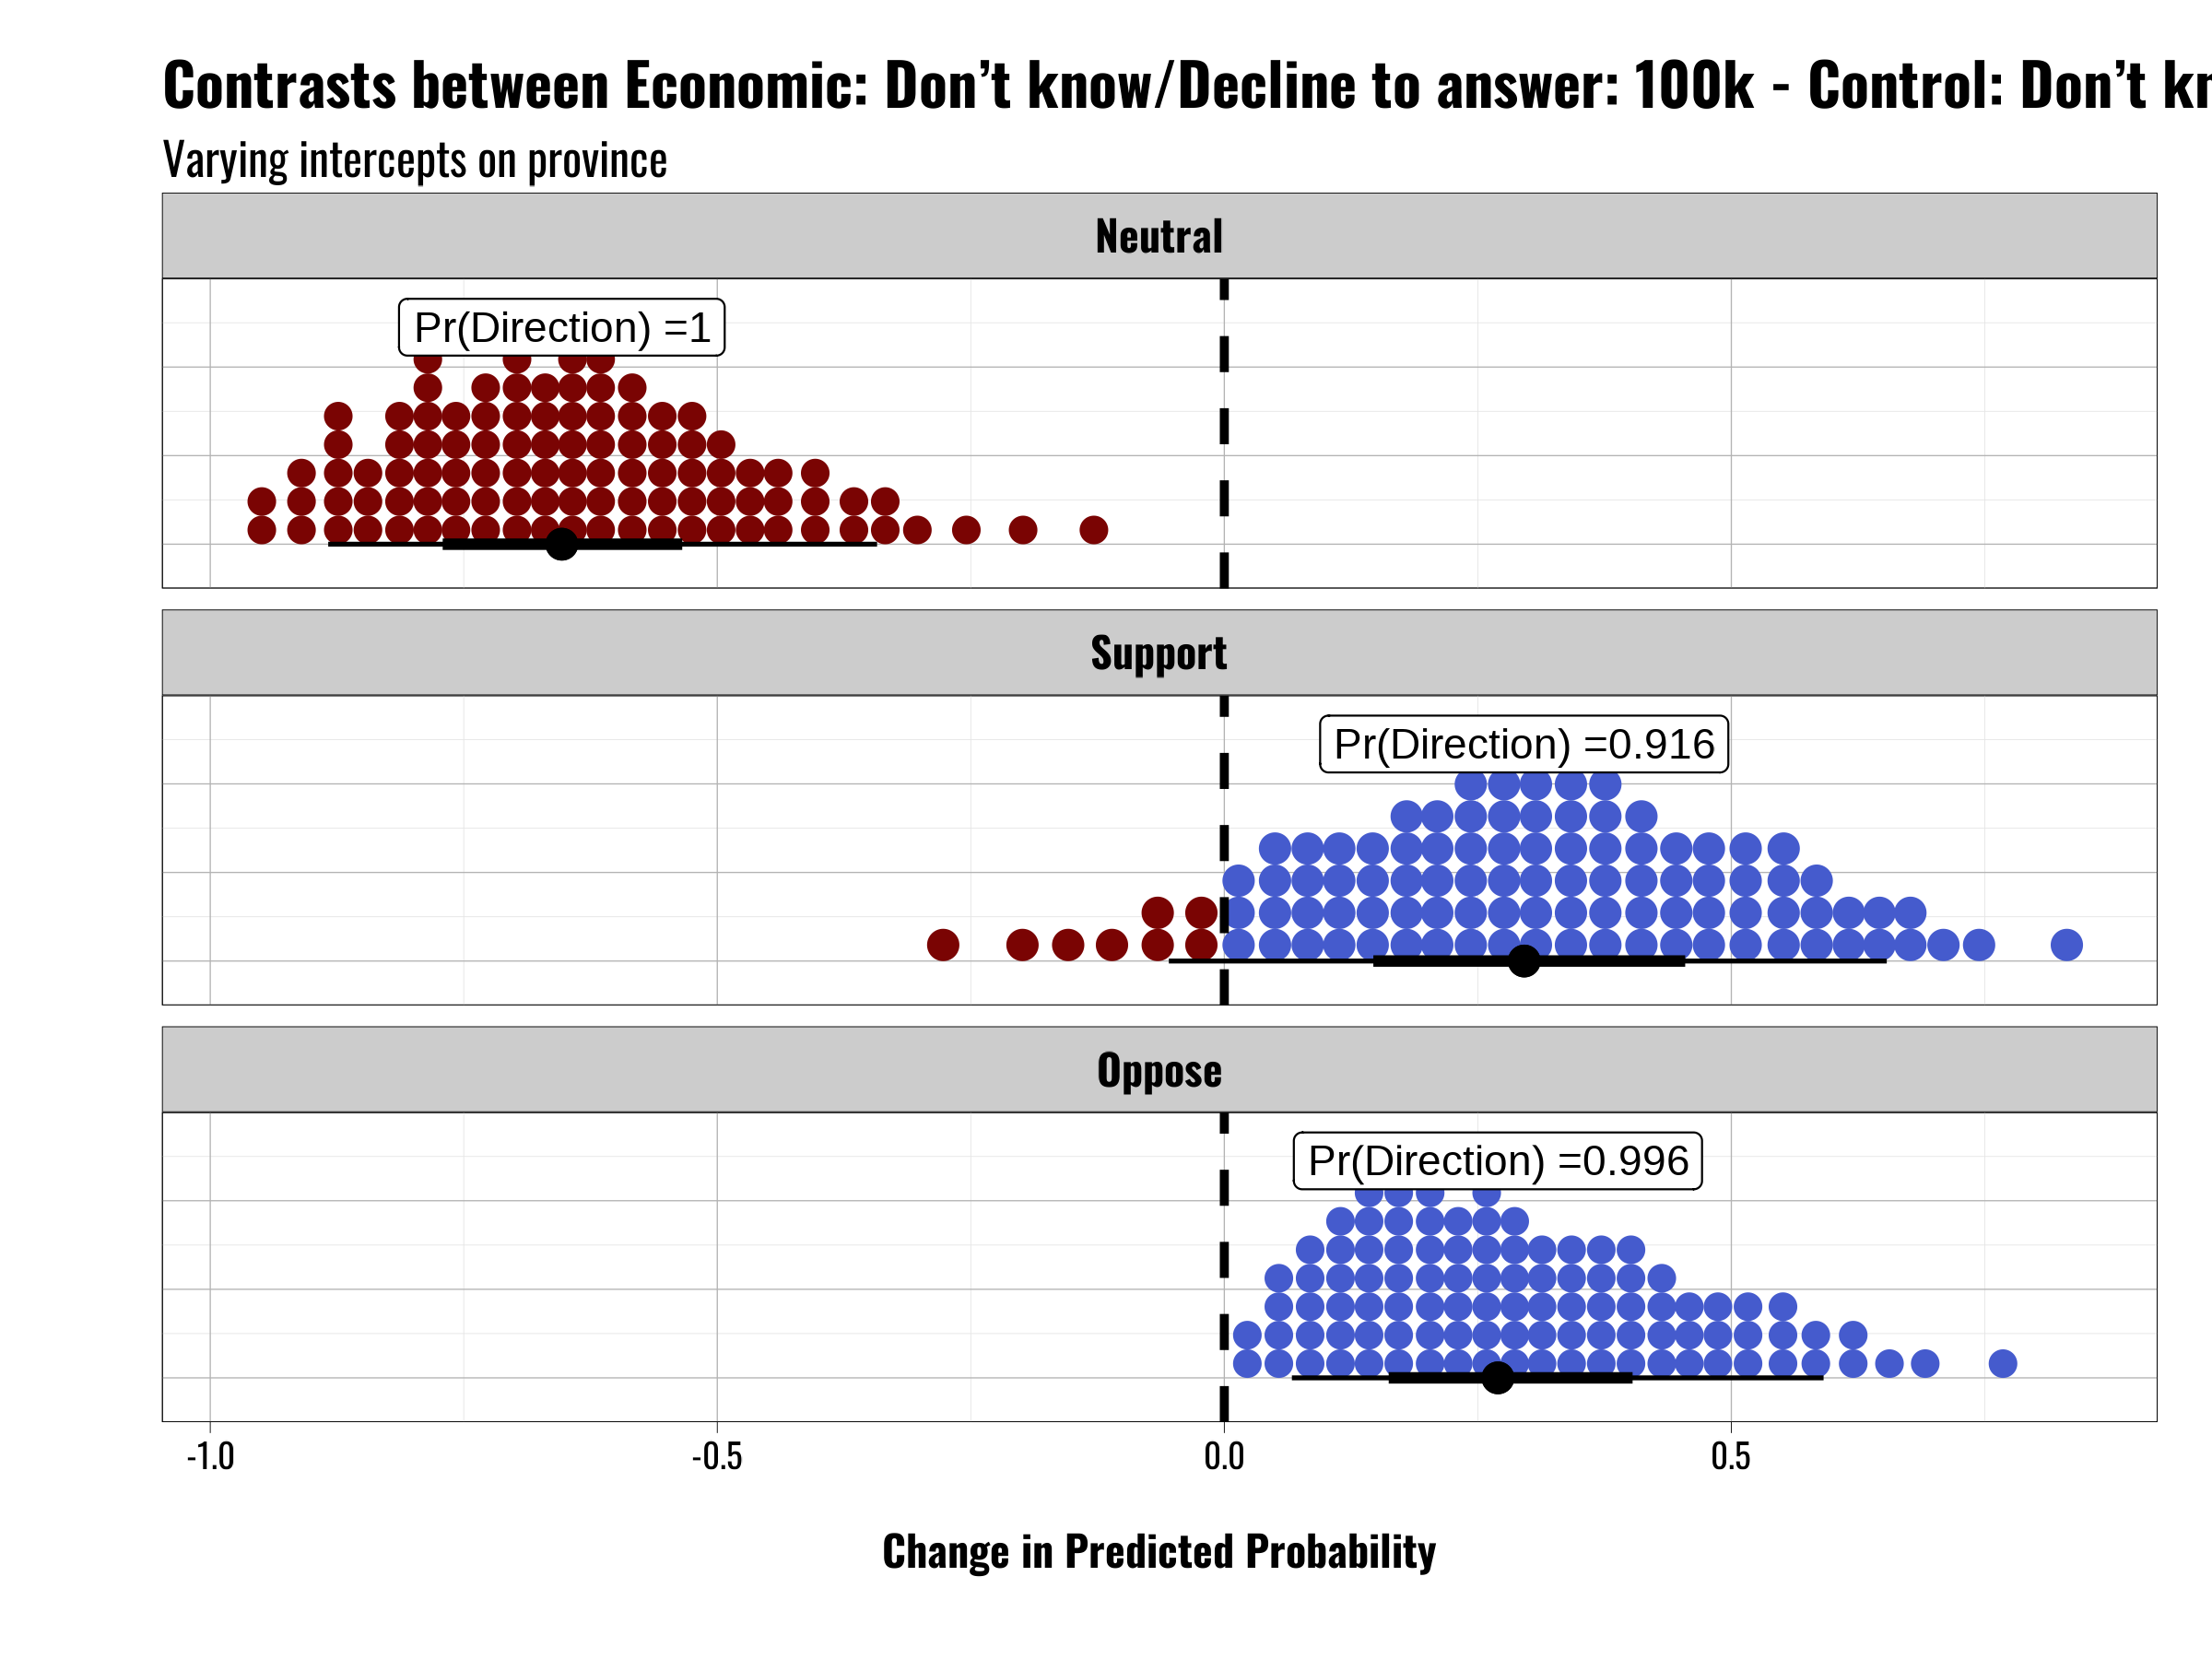 Contrasts between Economic: Don’t know/Decline to answer: 100k - Control: Don’t
Varying intercepts on province
Neutral
Pr(Direction) =1
Support
Pr(Direction) =0.916
Oppose
Pr(Direction) =0.996
-1.0 -0.5 0.0 0.5
Change in Predicted Probability